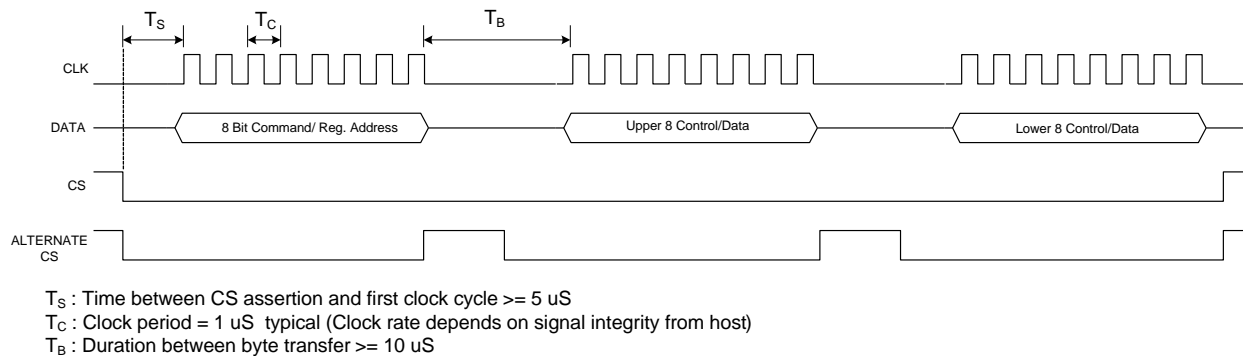 TS TC TB
CLK
DATA 8 Bit Command/ Reg. Address Upper 8 Control/Data Lower 8 Control/Data
CS
ALTERNATE
CS
TS : Time between CS assertion and first clock cycle >= 5 uS
TC : Clock period = 1 uS typical (Clock rate depends on signal integrity from host)
TB : Duration between byte transfer >= 10 uS